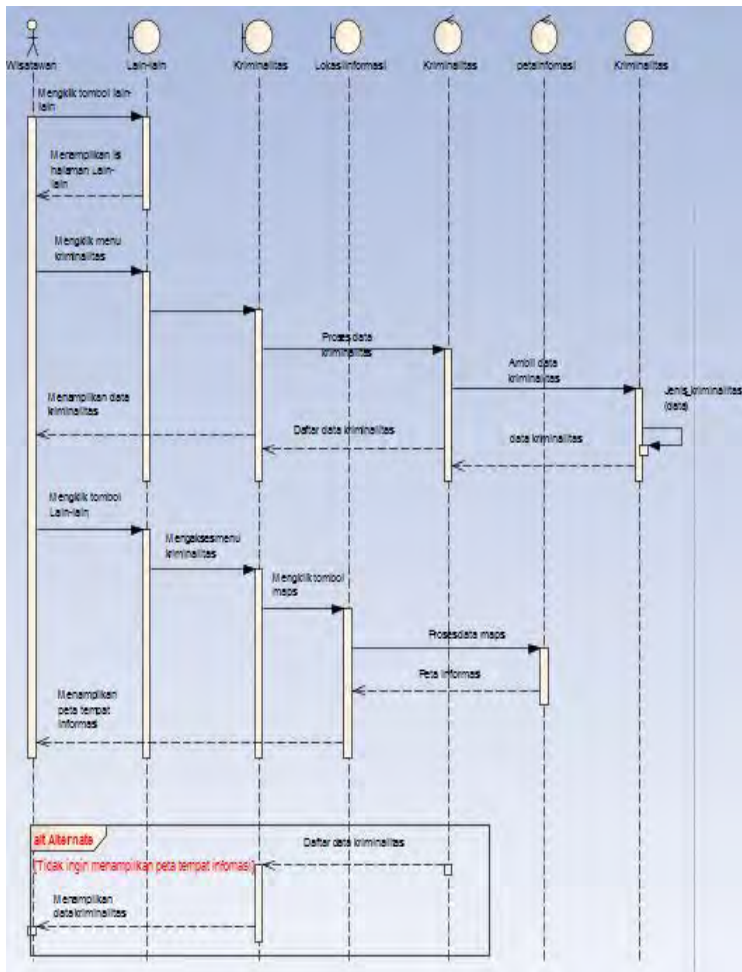 Wisatawan
Lain-lain
Kriminalitas
Lokasiinformasi
Kriminalitas
petainfomasi
Kriminalitas
Mengklik tombol lain-
lain
Menampilkan isi
halaman Lain-
lain
Mengklik menu
kriminalitas
Proses data
kriminalitas
Ambil data
kriminalitas
Jenis_kriminalitas
(data)
Menampilkan data
kriminalitas
Daftar data kriminalitas
data kriminalitas
Mengklik tombol
Lain-lain
Mengakses menu
kriminalitas
Mengklik tombol
maps
Proses data maps
Peta informasi
Menampilkan
peta tempat
informasi
alt Alternate
Daftar data kriminalitas
[Tidak ingin menampilkan peta tempat infomasi]
Menampilkan
data kriminalitas